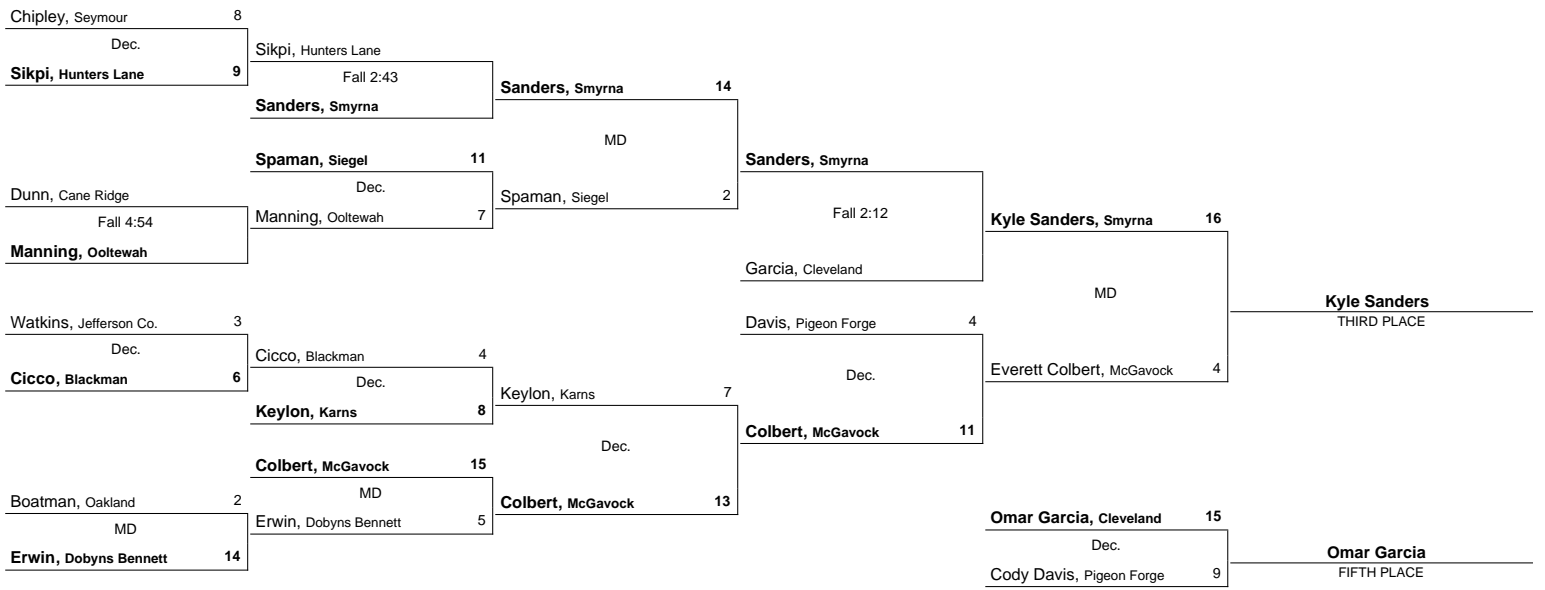 Chipley, Seymour 8
Dec.
Sikpi, Hunters Lane 9
Dunn, Cane Ridge
Fall 4:54
Manning, Ooltewah
Watkins, Jefferson Co. 3
Dec.
Cicco, Blackman 6
Boatman, Oakland 2
MD
Erwin, Dobyns Bennett 14
Sikpi, Hunters Lane
Fall 2:43
Sanders, Smyrna
Spaman, Siegel 11
Dec.
Manning, Ooltewah 7
Cicco, Blackman 4
Dec.
Keylon, Karns 8
Colbert, McGavock 15
MD
Erwin, Dobyns Bennett 5
Sanders, Smyrna 14
MD
Spaman, Siegel 2
Keylon, Karns 7
Dec.
Colbert, McGavock 13
Sanders, Smyrna
Fall 2:12
Garcia, Cleveland
Davis, Pigeon Forge 4
Dec.
Colbert, McGavock 11
Kyle Sanders, Smyrna 16
MD
Everett Colbert, McGavock 4
Kyle Sanders
THIRD PLACE
Omar Garcia, Cleveland 15
Dec.
Cody Davis, Pigeon Forge 9
Omar Garcia
FIFTH PLACE